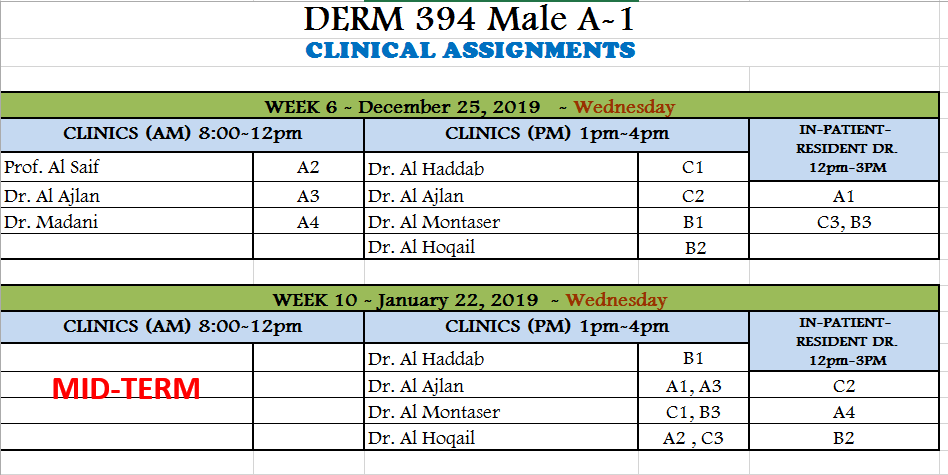 DERM 394 Male A-1
CLINICAL ASSIGNMENTS
WEEK 6 - December 25, 2019 - Wednesday
CLINICS (AM) 8:00-12pm CLINICS (PM) 1pm-4pm IN-PATIENT-
RESIDENT DR.
12pm-3PM
Prof. Al Saif A2 Dr. Al Haddab C1
Dr. Al Ajlan A3 Dr. Al Ajlan C2 A1
Dr. Madani A4 Dr. Al Montaser B1 C3, B3
Dr. Al Hoqail B2
WEEK 10 - January 22, 2019 - Wednesday
CLINICS (AM) 8:00-12pm CLINICS (PM) 1pm-4pm IN-PATIENT-
RESIDENT DR.
12pm-3PM
Dr. Al Haddab B1
MID-TERM Dr. Al Ajlan A1, A3 C2
Dr. Al Montaser C1, B3 A4
Dr. Al Hoqail A2 , C3 B2